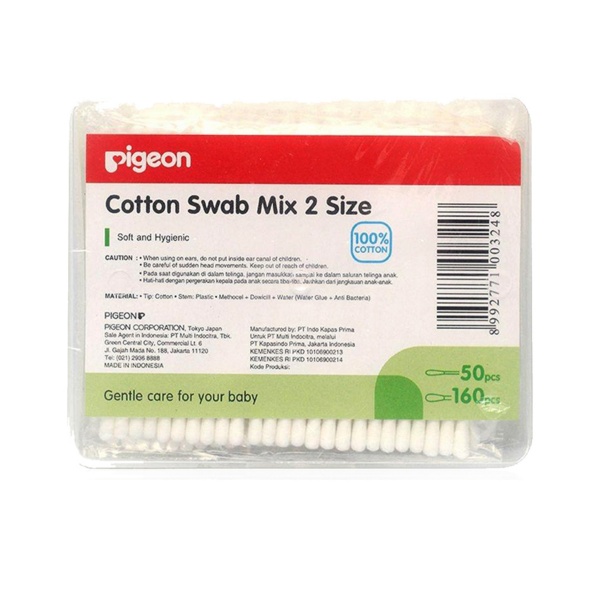 pigeon
Cotton Swab Mix 2 Size
Soft and Hygienic
100%
COTTON
CAUTION : • When using on ears, do not put inside ear canal of children.
• Be careful of sudden head movements. Keep out of reach of children.
• Pada saat digunakan di dalam telinga, jangan masukkan sampai ke dalam saluran telinga anak.
• Hati-hati dengan pergerakan kepala pada anak secara tiba-tiba. Jauhkan dari jangkauan anak-anak.
MATERIAL: • Tip: Cotton • Stem: Plastic • Methocel + Dowicill + Water (Water Glue + Anti Bacteria)
PIGEON
PIGEON CORPORATION, Tokyo Japan
Sale Agent in Indonesia: PT Multi Indocitra, Tbk.
Green Central City, Commercial Lt. 6
Jl. Gajah Mada No. 188, Jakarta 11120
Tel: (021) 2936 8888
MADE IN INDONESIA
Manufactured by: PT Indo Kapas Prima
Untuk PT Multi Indocitra, melalui
PT Kapasindo Prima, Jakarta Indonesia
KEMENKES RI PKD 10106900213
KEMENKES RI PKD 10106900214
Kode Produksi:
8 992771 003248
50pcs
160pcs
Gentle care for your baby